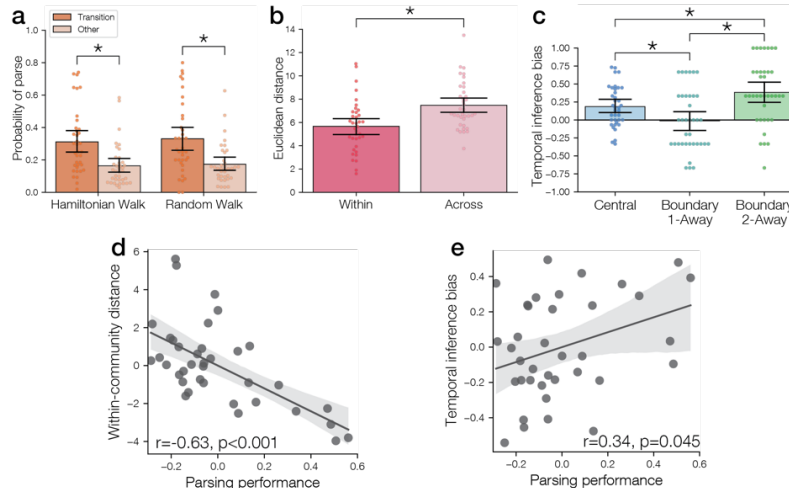 a
Transition
Other
*
*
Probability of parse
1.0
0.8
0.6
0.4
0.2
0.0
Hamiltonian Walk
Random Walk
b
*
Euclidean distance
14
12
10
8
6
4
2
0
Within
Across
c
*
*
*
Temporal inference bias
1.00
0.75
0.50
0.25
0.00
0.25
0.50
0.75
−1.00
Central
Boundary
1-Away
Boundary
2-Away
d
Within-community distance
6
4
2
0
−2
−4
r=-0.63, p<0.001
−0.2
0.0
0.2
0.4
0.6
Parsing performance
e
Temporal inference bias
0.4
0.2
0.0
−0.2
−0.4
r=0.34, p=0.045
−0.2
0.0
0.2
0.4
0.6
Parsing performance